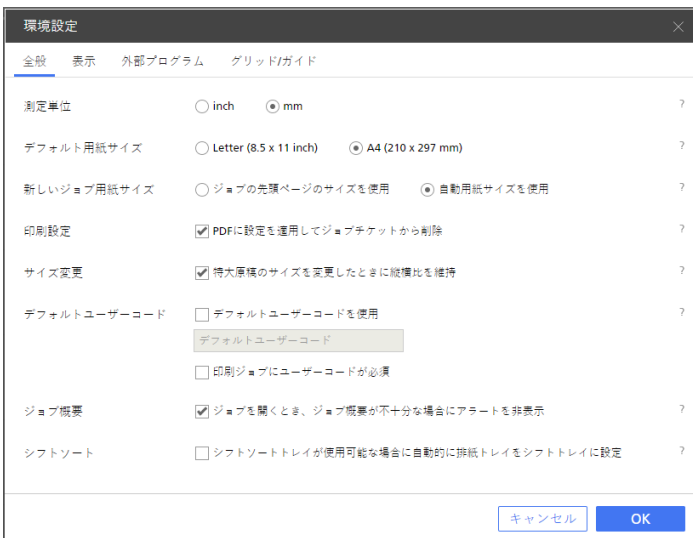 環境設定
全般 表示 外部プログラム グリッド/ガイド
測定単位 inch mm ?
デフォルト用紙サイズ Letter (8.5 x 11 inch) A4 (210 x 297 mm) ?
新しいジョブ用紙サイズ ジョブの先頭ページのサイズを使用 自動用紙サイズを使用 ?
印刷設定 PDFに設定を適用してジョブチケットから削除 ?
サイズ変更 特大原稿のサイズを変更したときに縦横比を維持 ?
デフォルトユーザーコード デフォルトユーザーコードを使用 ?
デフォルトユーザーコード
印刷ジョブにユーザーコードが必須
ジョブ概要 ジョブを開くとき、ジョブ概要が不十分な場合にアラートを非表示 ?
シフトソート シフトソートトレイが使用可能な場合に自動的に排紙トレイをシフトトレイに設定 ?
キャンセル OK